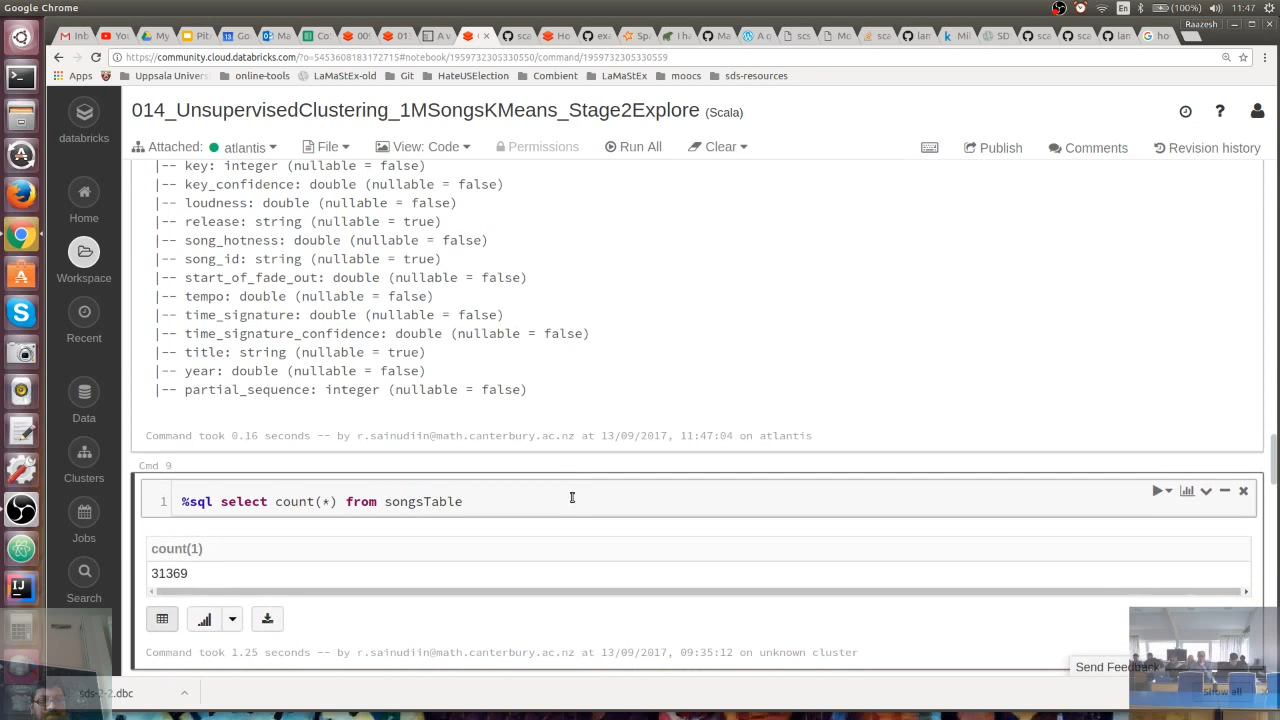 Google Chrome
En
(100%)
11:47
Raazesh
https://community.cloud.databricks.com/?o=5453608183172715#notebook/1959732305330550/command/1959732305330559
Apps
Uppsala Univers
online-tools
LaMaStEx-old
Git
HateUSElection
Combient
LaMaStEx
moocs
sds-resources
databricks
Home
Workspace
Recent
Data
Clusters
Jobs
Search
014_UnsupervisedClustering_1MSongsKMeans_Stage2Explore (Scala)
Attached: atlantis
File
View: Code
Permissions
Run All
Clear
Publish
Comments
Revision history
|-- key: integer (nullable = false)
|-- key_confidence: double (nullable = false)
|-- loudness: double (nullable = false)
|-- release: string (nullable = true)
|-- song_hotness: double (nullable = false)
|-- song_id: string (nullable = true)
|-- start_of_fade_out: double (nullable = false)
|-- tempo: double (nullable = false)
|-- time_signature: double (nullable = false)
|-- time_signature_confidence: double (nullable = false)
|-- title: string (nullable = true)
|-- year: double (nullable = false)
|-- partial_sequence: integer (nullable = false)
Command took 0.16 seconds -- by r.sainudiin@math.canterbury.ac.nz at 13/09/2017, 11:47:04 on atlantis
Cmd 9
1 %sql select count(*) from songsTable
count(1)
31369
Command took 1.25 seconds -- by r.sainudiin@math.canterbury.ac.nz at 13/09/2017, 09:35:12 on unknown cluster
Send Feedback
sds-2-2.dbc
Show all